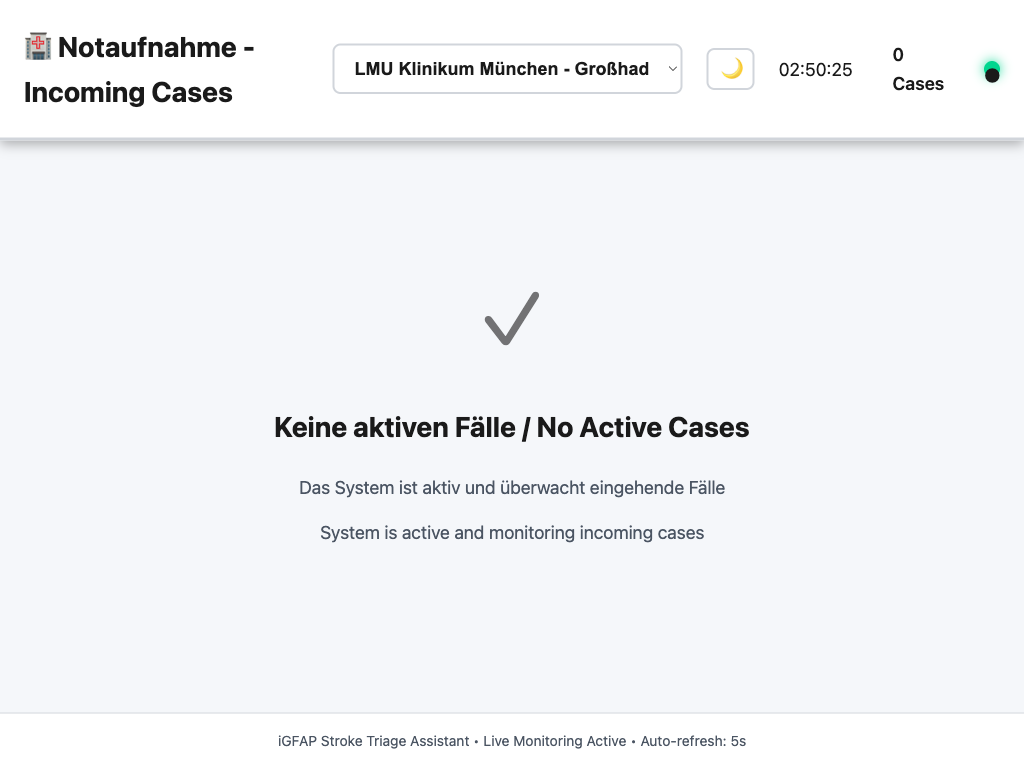 Notaufnahme -
Incoming Cases
LMU Klinikum München - Großhad
02:50:25
0
Cases
Keine aktiven Fälle / No Active Cases
Das System ist aktiv und überwacht eingehende Fälle
System is active and monitoring incoming cases
iGFAP Stroke Triage Assistant • Live Monitoring Active • Auto-refresh: 5s